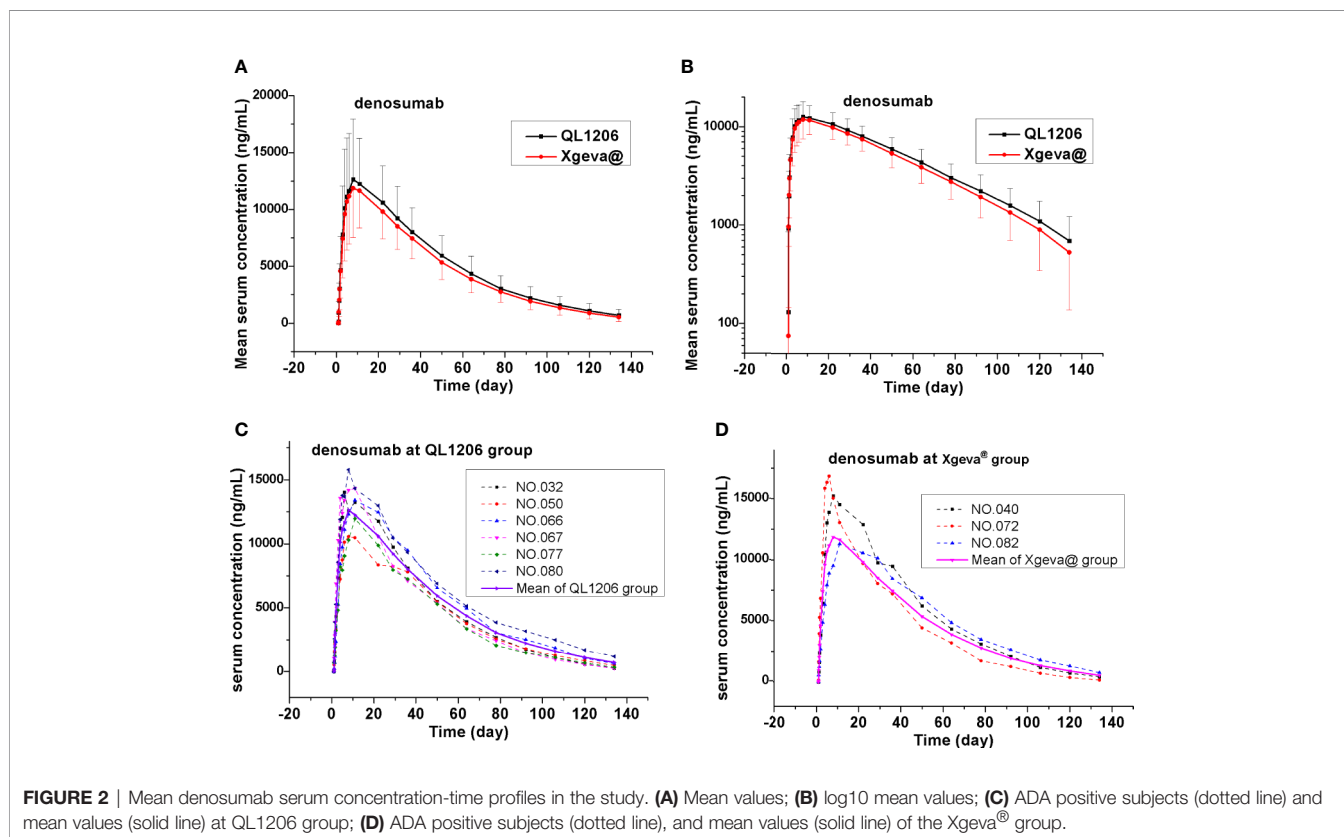 A
denosumab
QL1206
Xgeva@
Mean serum concentration (ng/mL)
20000
15000
10000
5000
0
-20 0 20 40 60 80 100 120 140
Time (day)
B
denosumab
QL1206
Xgeva@
Mean serum concentration (ng/mL)
10000
1000
100
-20 0 20 40 60 80 100 120 140
Time (day)
C
denosumab at QL1206 group
NO.032
NO.050
NO.066
NO.067
NO.077
NO.080
Mean of QL1206 group
serum concentration (ng/mL)
15000
10000
5000
0
-20 0 20 40 60 80 100 120 140
Time (day)
D
denosumab at Xgeva® group
NO.040
NO.072
NO.082
Mean of Xgeva@ group
serum concentration (ng/mL)
15000
10000
5000
0
-20 0 20 40 60 80 100 120 140
Time (day)
FIGURE 2 | Mean denosumab serum concentration-time profiles in the study. (A) Mean values; (B) log10 mean values; (C) ADA positive subjects (dotted line) and
mean values (solid line) at QL1206 group; (D) ADA positive subjects (dotted line), and mean values (solid line) of the Xgeva® group.